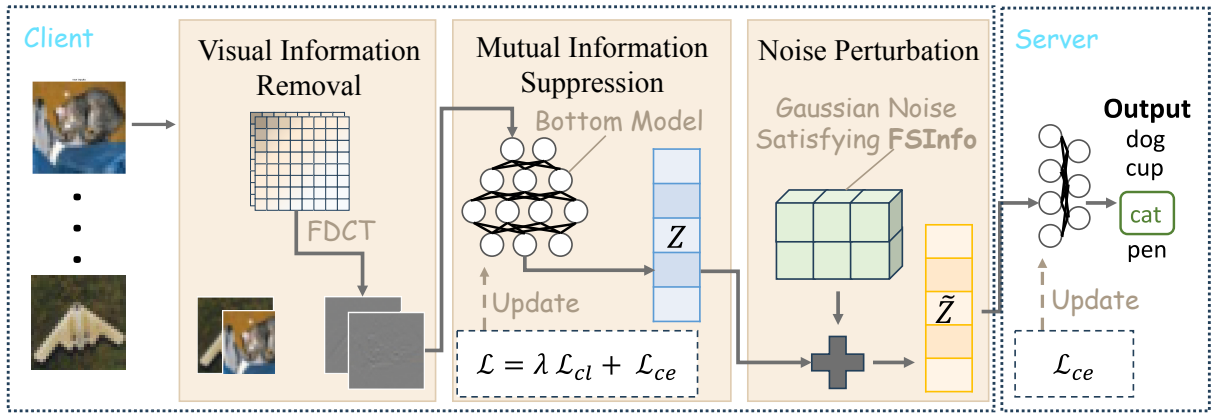 Client
Visual Information
Removal
FDCT
Mutual Information
Suppression
Bottom Model
Z
Update
ℒ = λ ℒ_cl + ℒ_ce
Noise Perturbation
Gaussian Noise
Satisfying FSInfo
Z̃
Server
Output
dog
cup
cat
pen
Update
ℒ_ce